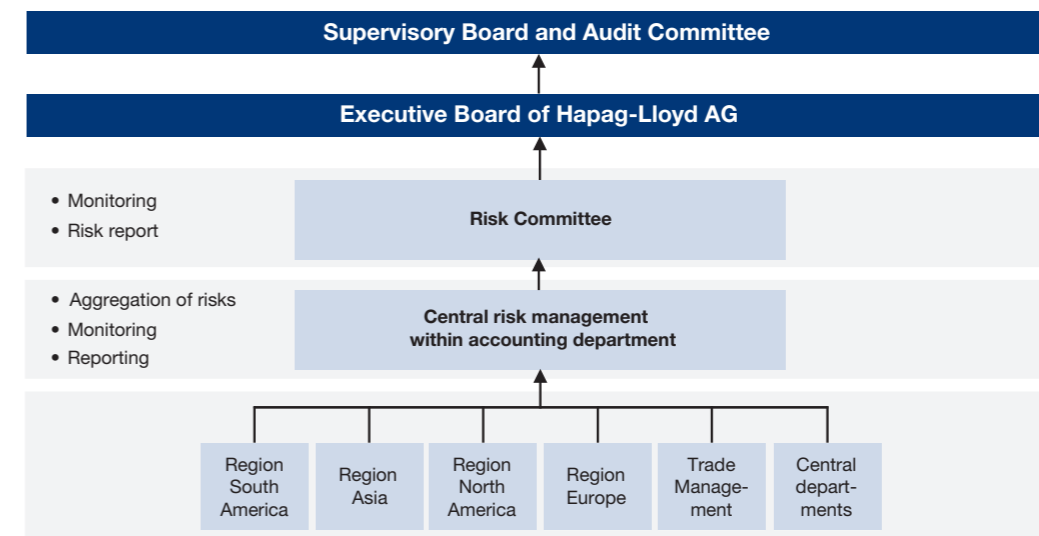 Supervisory Board and Audit Committee
Executive Board of Hapag-Lloyd AG
• Monitoring
• Risk report
Risk Committee
• Aggregation of risks
• Monitoring
• Reporting
Central risk management
within accounting department
Region
South
America
Region
Asia
Region
North
America
Region
Europe
Trade
Manage-
ment
Central
depart-
ments